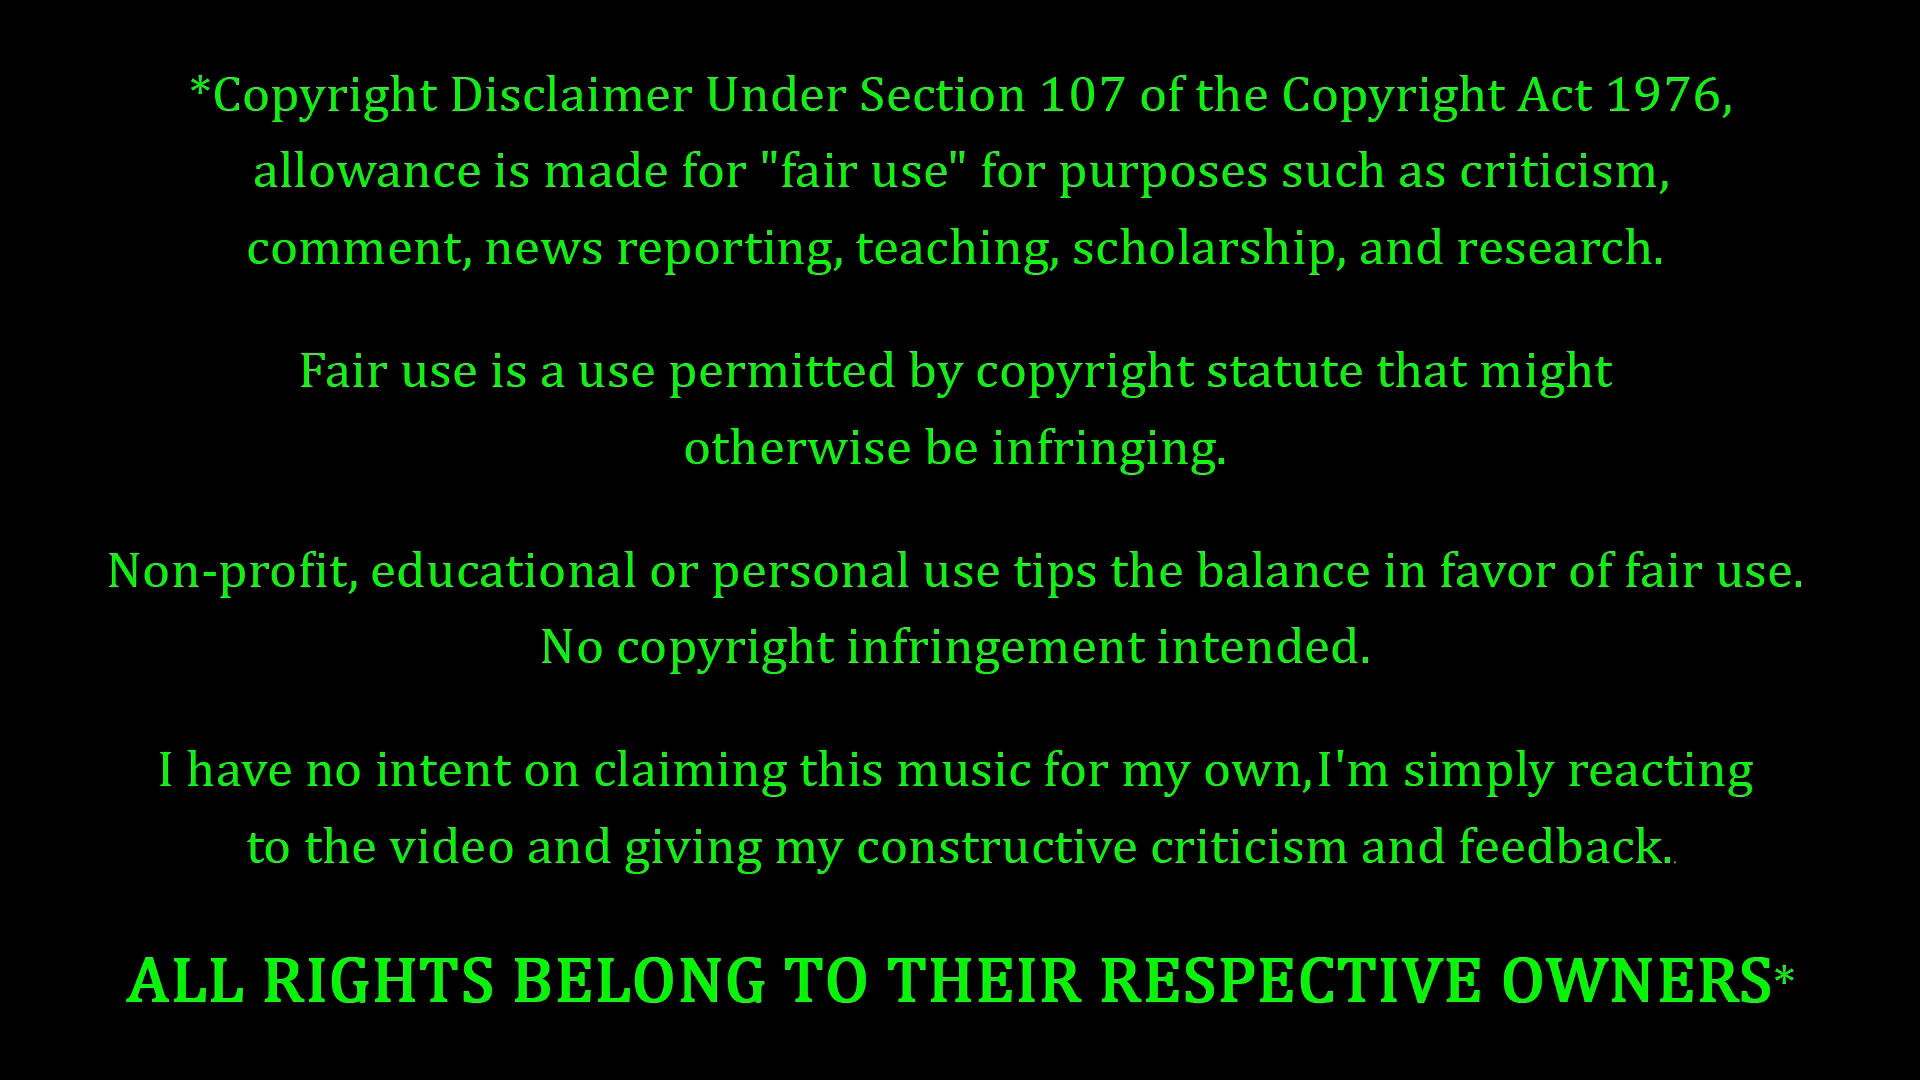 *Copyright Disclaimer Under Section 107 of the Copyright Act 1976,
allowance is made for "fair use" for purposes such as criticism,
comment, news reporting, teaching, scholarship, and research.
Fair use is a use permitted by copyright statute that might
otherwise be infringing.
Non-profit, educational or personal use tips the balance in favor of fair use.
No copyright infringement intended.
I have no intent on claiming this music for my own,I'm simply reacting
to the video and giving my constructive criticism and feedback..
ALL RIGHTS BELONG TO THEIR RESPECTIVE OWNERS*